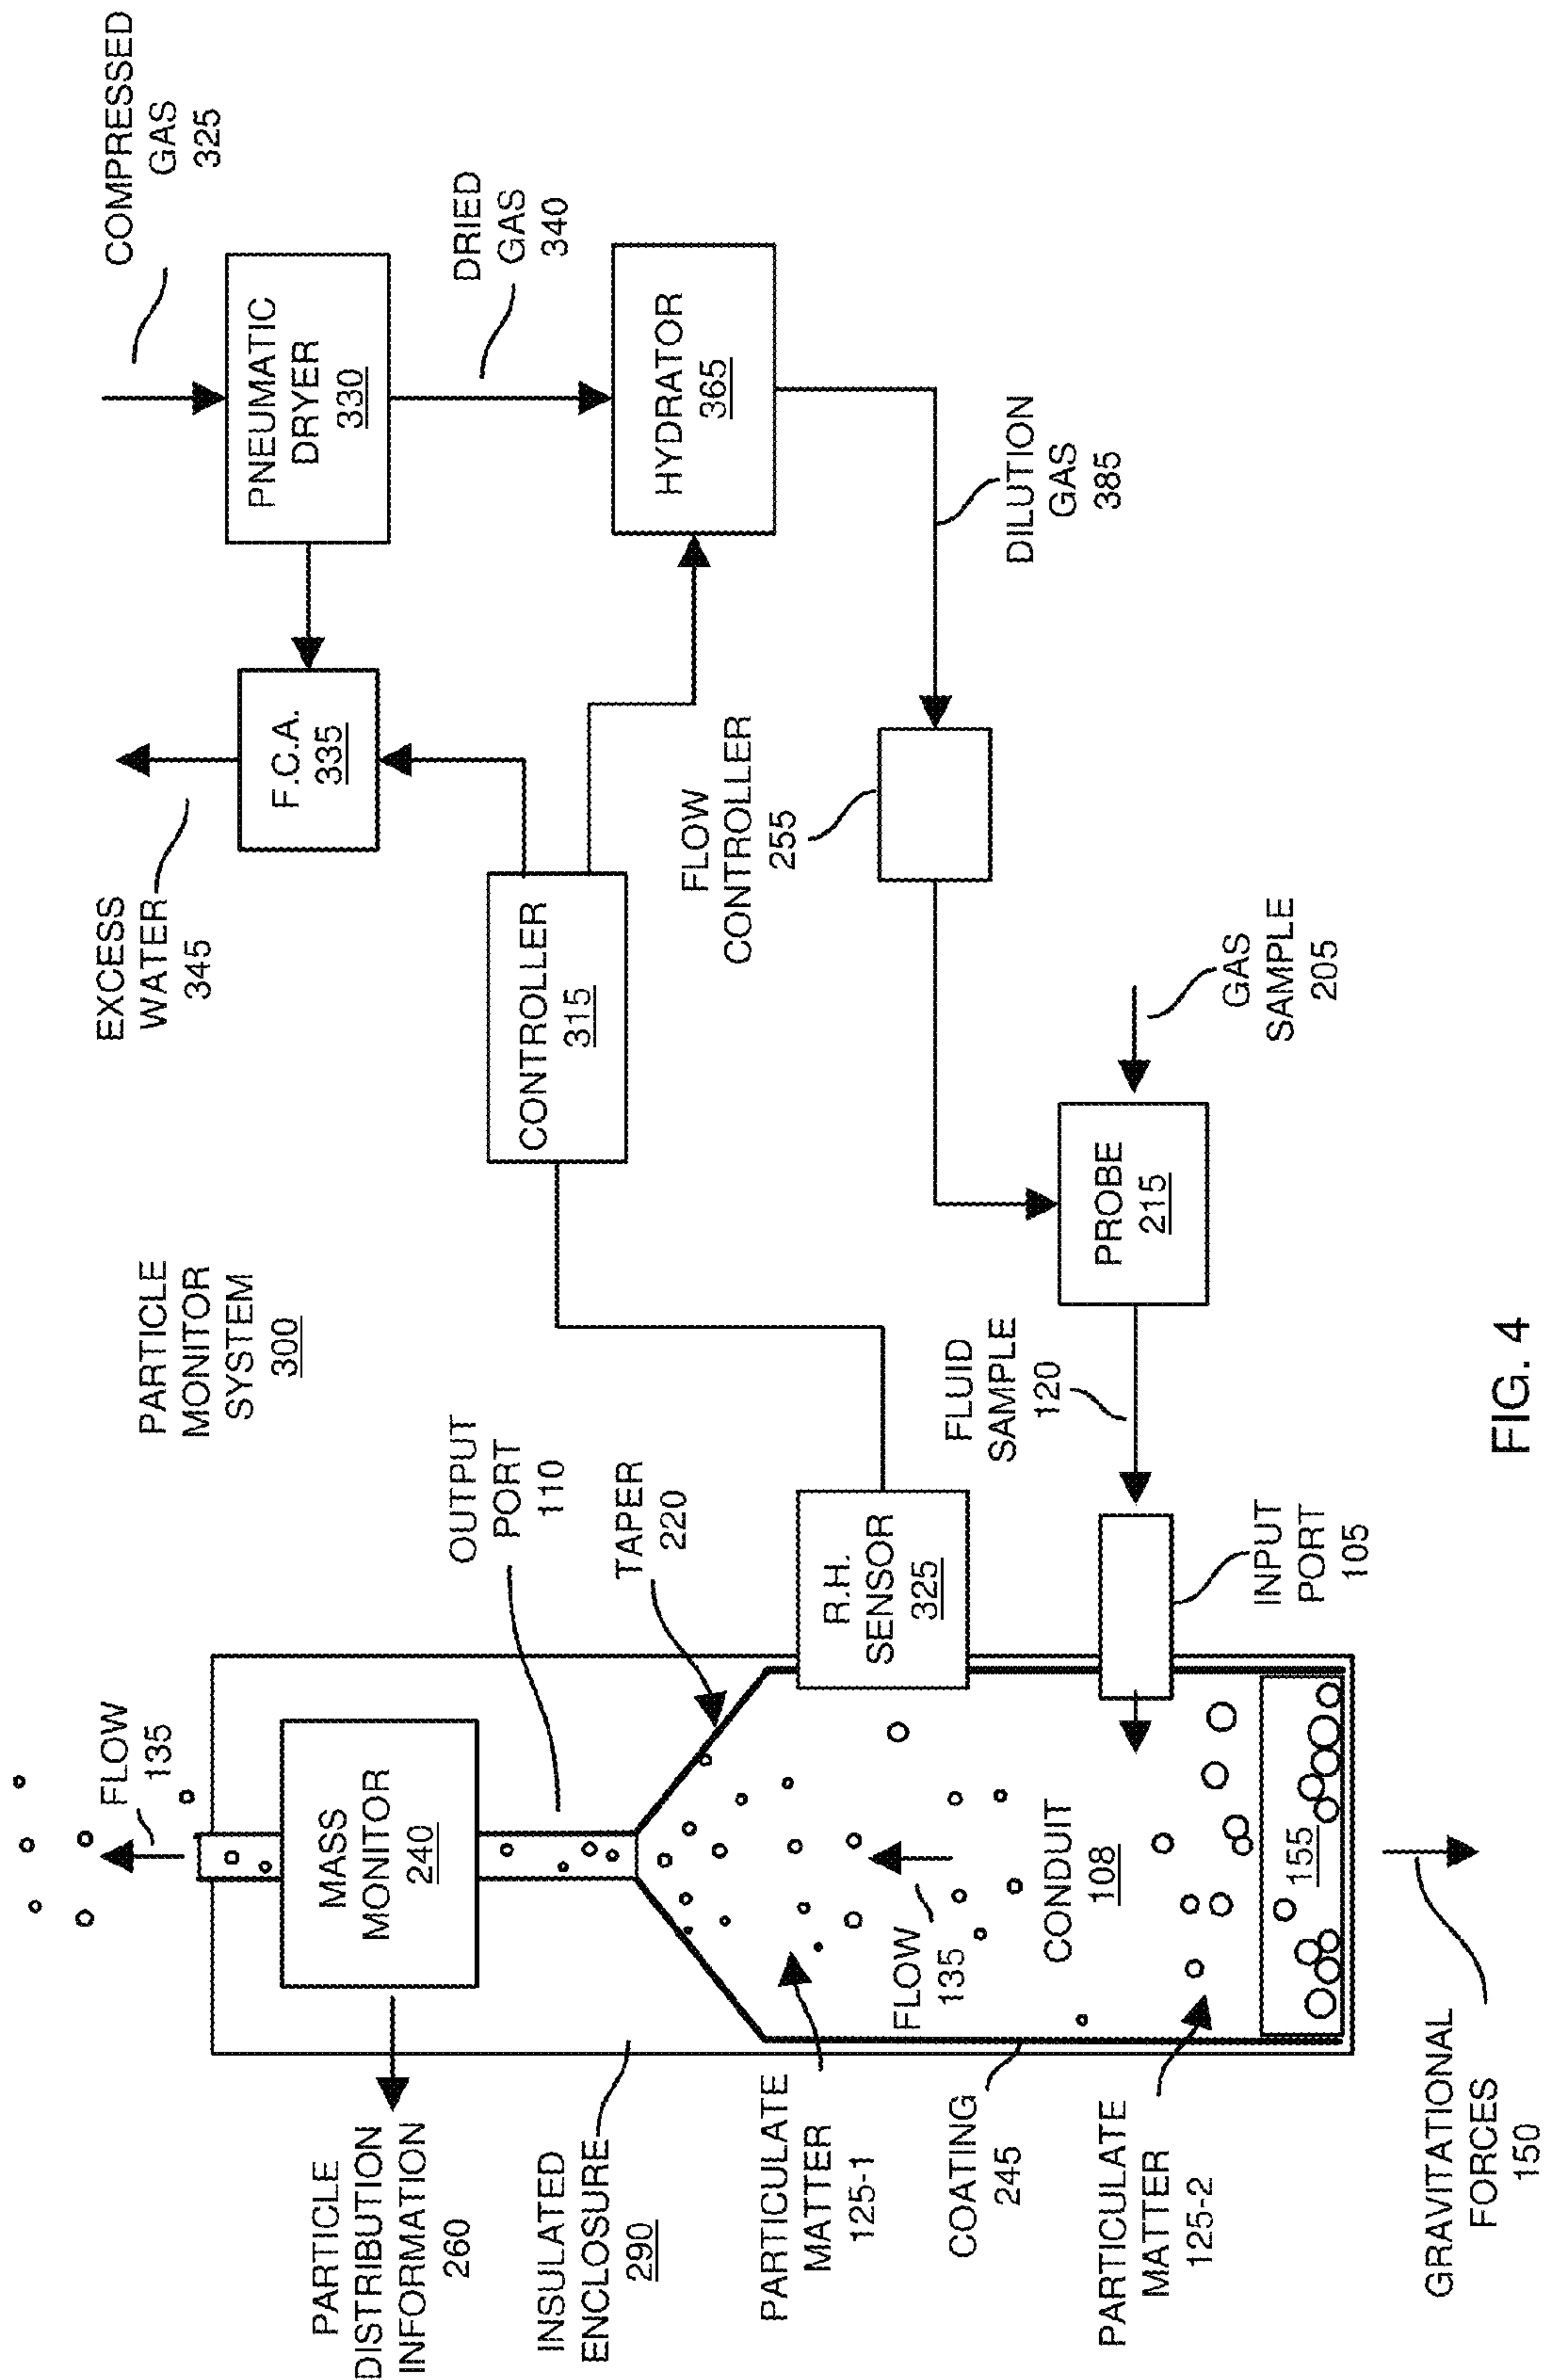 PARTICLE
MONITOR
SYSTEM
300
FLOW
135
MASS
MONITOR
240
PARTICLE
DISTRIBUTION
INFORMATION
260
INSULATED
ENCLOSURE
290
OUTPUT
PORT
110
TAPER
220
PARTICULATE
MATTER
125-1
FLOW
135
COATING
245
CONDUIT
108
PARTICULATE
MATTER
125-2
155
GRAVITATIONAL
FORCES
150
R.H.
SENSOR
325
INPUT
PORT
105
FLUID
SAMPLE
120
PROBE
215
GAS
SAMPLE
205
EXCESS
WATER
345
F.C.A.
335
CONTROLLER
315
FLOW
CONTROLLER
255
COMPRESSED
GAS
325
PNEUMATIC
DRYER
330
DRIED
GAS
340
HYDRATOR
365
DILUTION
GAS
385
FIG. 4